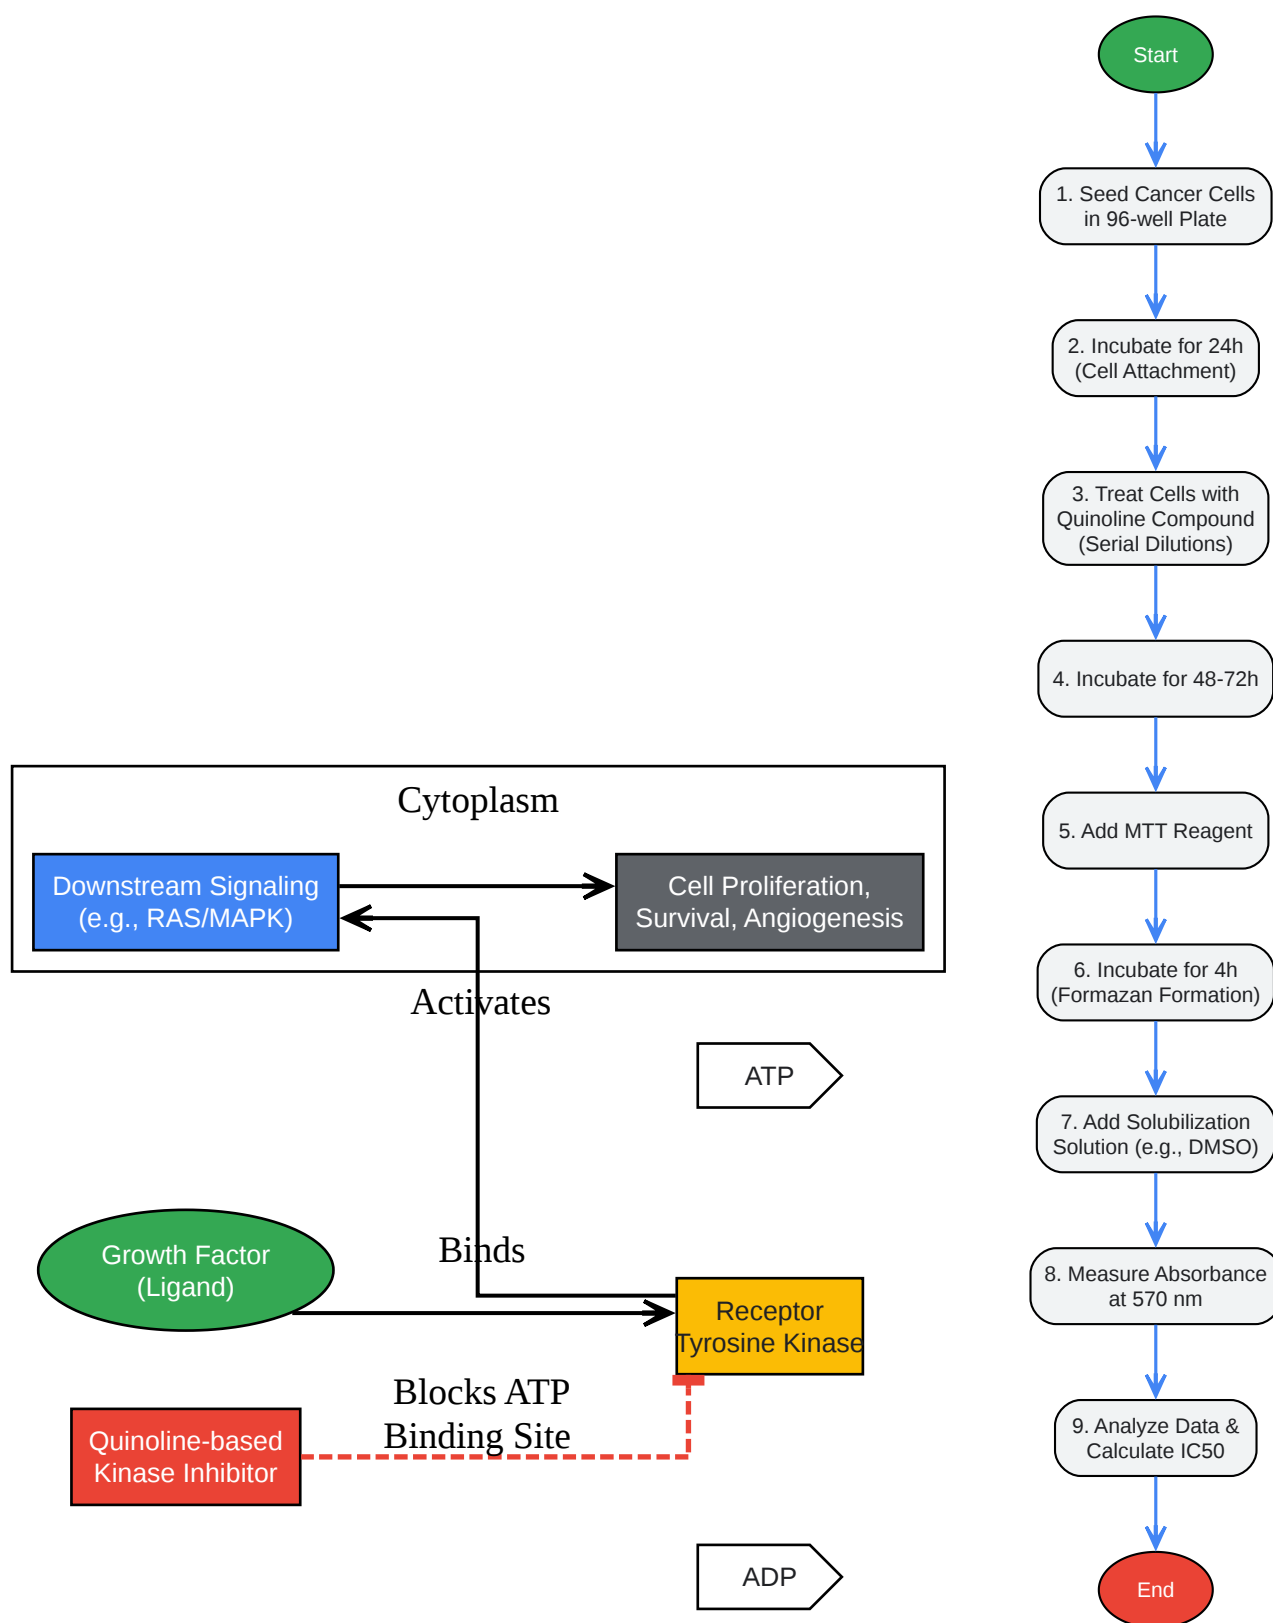 Cytoplasm
Downstream Signaling
(e.g., RAS/MAPK)
Cell Proliferation,
Survival, Angiogenesis
Activates
ATP
Growth Factor
(Ligand)
Binds
Receptor
Tyrosine Kinase
Blocks ATP
Binding Site
Quinoline-based
Kinase Inhibitor
ADP
Start
1. Seed Cancer Cells
in 96-well Plate
2. Incubate for 24h
(Cell Attachment)
3. Treat Cells with
Quinoline Compound
(Serial Dilutions)
4. Incubate for 48-72h
5. Add MTT Reagent
6. Incubate for 4h
(Formazan Formation)
7. Add Solubilization
Solution (e.g., DMSO)
8. Measure Absorbance
at 570 nm
9. Analyze Data &
Calculate IC50
End